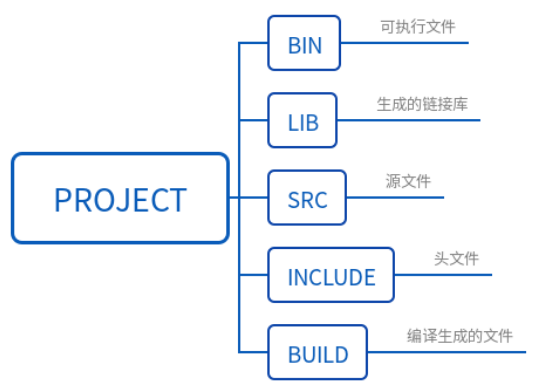 PROJECT
BIN
可执行文件
LIB
生成的链接库
SRC
源文件
INCLUDE
头文件
BUILD
编译生成的文件